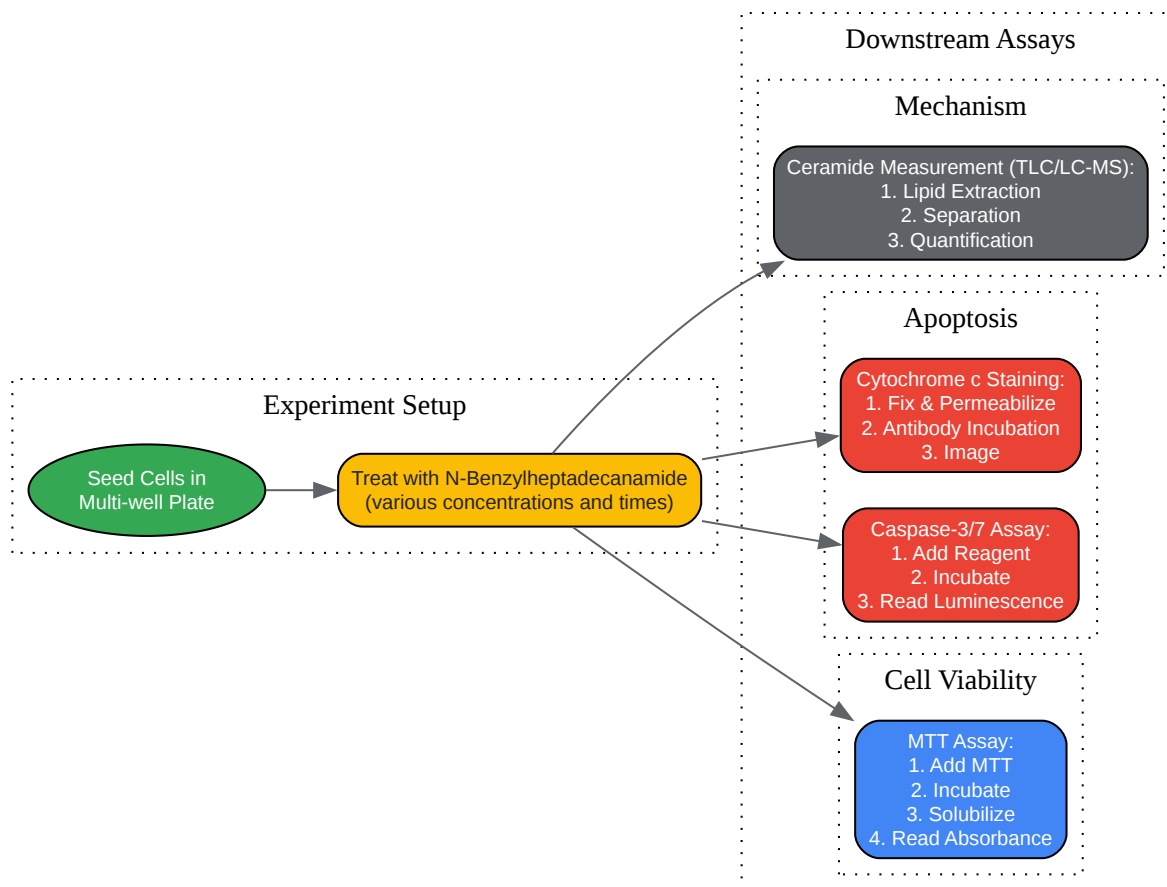 Downstream Assays
Mechanism
Ceramide Measurement (TLC/LC-MS):
1. Lipid Extraction
2. Separation
3. Quantification
Apoptosis
Cytochrome c Staining:
1. Fix & Permeabilize
2. Antibody Incubation
3. Image
Experiment Setup
Seed Cells in
Multi-well Plate
Treat with N-Benzylheptadecanamide
(various concentrations and times)
Caspase-3/7 Assay:
1. Add Reagent
2. Incubate
3. Read Luminescence
Cell Viability
MTT Assay:
1. Add MTT
2. Incubate
3. Solubilize
4. Read Absorbance